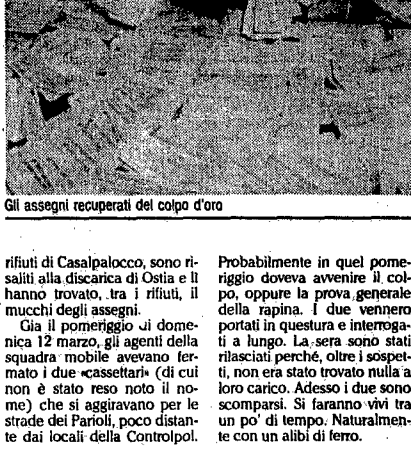 Gli assegni recuperati del colpo d'oro
rifiuti di Casalpalocco, sono ri-
saliti alla discarica di Ostia e lì
hanno trovato, tra i rifiuti, il
mucchi degli assegni.
Gia il pomeriggio di dome-
nica 12 marzo, gli agenti della
squadra mobile avevano fer-
mato i due «cassettari» (di cui
non è stato reso noto il no-
me) che si aggiravano per le
strade dei Parioli, poco distan-
te dai locali della Controlpol.
Probabilmente in quel pome-
riggio doveva avvenire il col-
po, oppure la prova generale
della rapina. I due vennero
portati in questura e interroga-
ti a lungo. La sera sono stati
rilasciati perché, oltre i sospet-
ti, non era stato trovato nulla a
loro carico. Adesso i due sono
scomparsi. Si faranno vivi tra
un po' di tempo. Naturalmen-
te con un alibi di ferro.